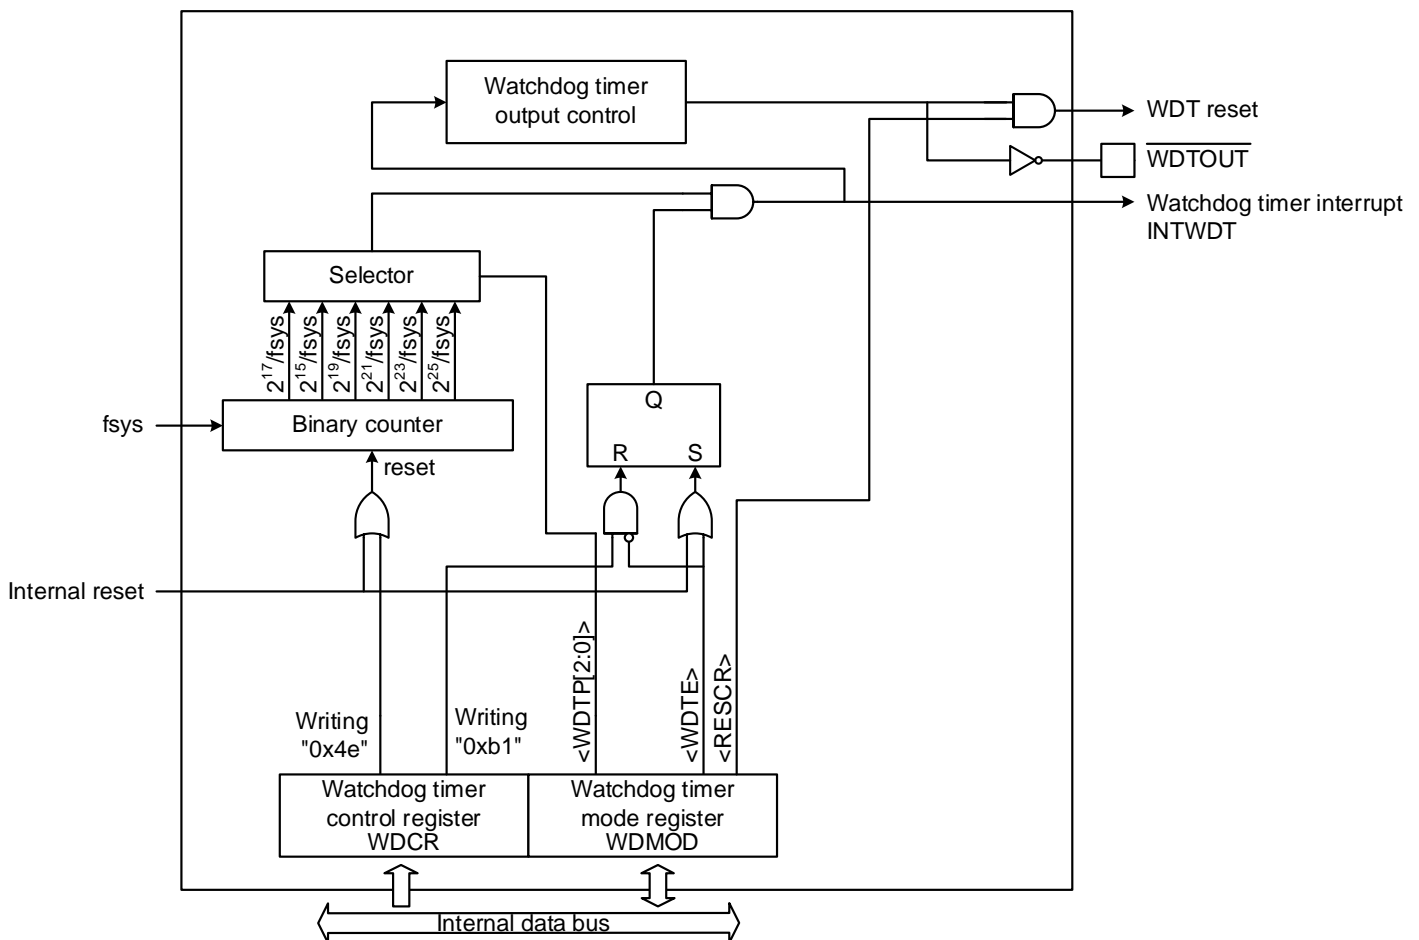 Watchdog timer
output control
WDT reset
WDTOUT
Watchdog timer interrupt
INTWDT
Selector
2^17/fsys
2^15/fsys
2^19/fsys
2^21/fsys
2^23/fsys
2^25/fsys
fsys
Binary counter
reset
Q
R
S
Internal reset
Writing
"0x4e"
Writing
"0xb1"
<WDTP[2:0]>
<WDTE>
<RESCR>
Watchdog timer
control register
WDCR
Watchdog timer
mode register
WDMOD
Internal data bus